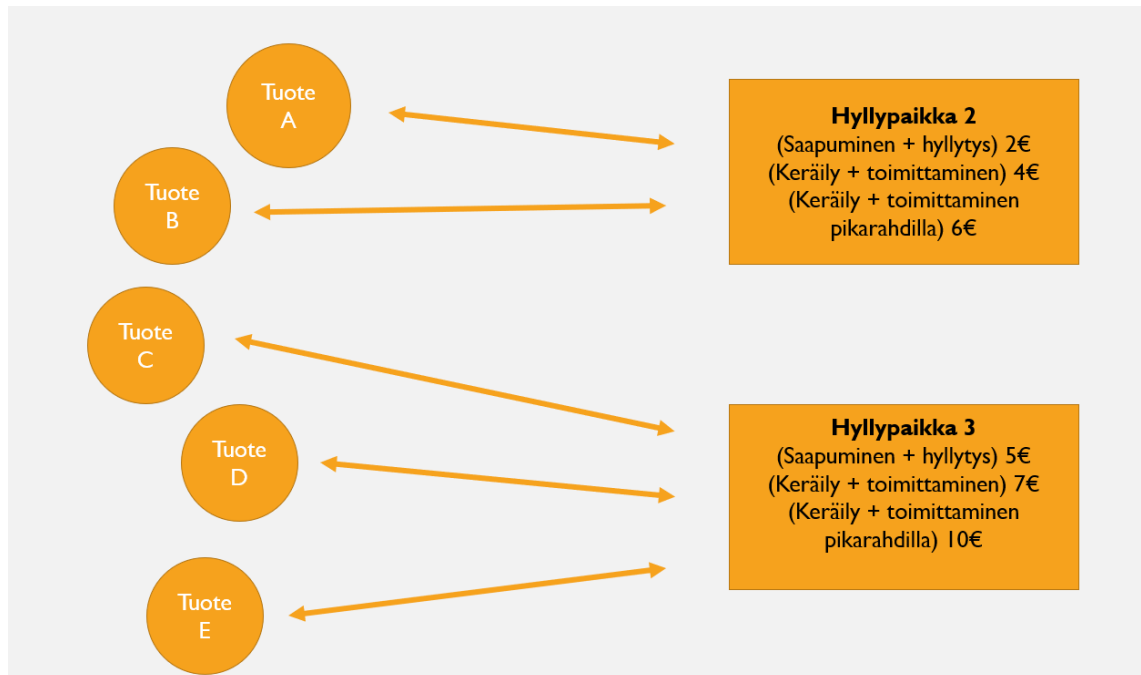 Tuote
A
Tuote
B
Tuote
C
Tuote
D
Tuote
E
Hyllypaikka 2
(Saapuminen + hyllytys) 2€
(Keräily + toimittaminen) 4€
(Keräily + toimittaminen
pikarahdilla) 6€
Hyllypaikka 3
(Saapuminen + hyllytys) 5€
(Keräily + toimittaminen) 7€
(Keräily + toimittaminen
pikarahdilla) 10€